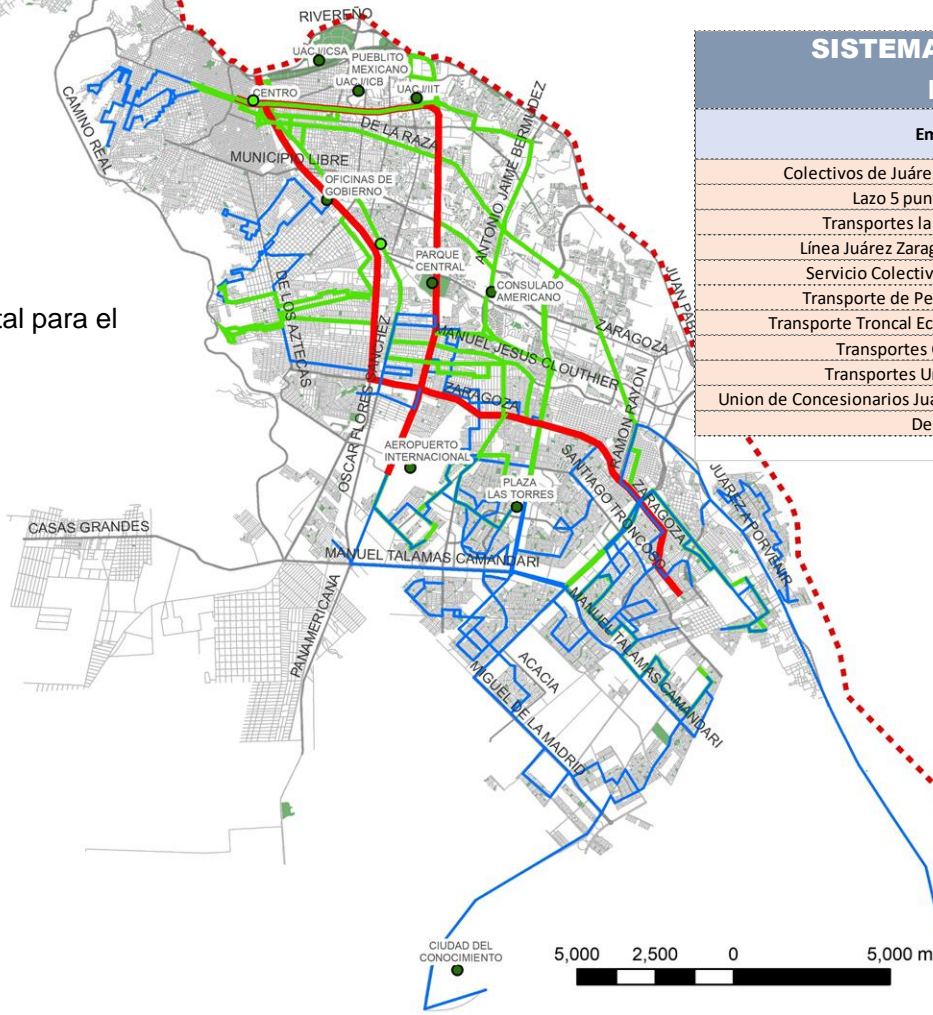 RIVEREÑO
UACJ/ICSA
PUEBLITO
MEXICANO
UACJ/ICB
UACJ/IIT
CENTRO
CAMINO REAL
DE LA RAZA
MUNICIPIO LIBRE
ANTONIO JAIME BERMUDEZ
OFICINAS DE
GOBIERNO
PARQUE
CENTRAL
CONSULADO
AMERICANO
DE LOS AZTECAS
tal para el
ZARAGOZA
JUAN PABL
MANUEL JESUS CLOUTHIER
OSCAR FLORES SANCHEZ
ZARAGOZA
RAMON RAYON
AEROPUERTO
INTERNACIONAL
PLAZA
LAS TORRES
SANTIAGO TRONCOSO
ZARAGOZA
JUAREZ A PORVENIR
CASAS GRANDES
MANUEL TALAMAS CAMANDARI
PANAMERICANA
MANUEL TALAMAS CAMANDARI
ACACIA
MIGUEL DE LA MADRID
CIUDAD DEL
CONOCIMIENTO
5,000 2,500 0 5,000 m
SISTEMA
Em
Colectivos de Juáre
Lazo 5 pun
Transportes la
Línea Juárez Zarag
Servicio Colectiv
Transporte de Pe
Transporte Troncal Ec
Transportes
Transportes Ur
Union de Concesionarios Jua
De